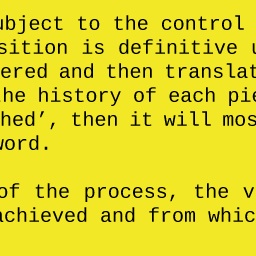 ubject to the control
sition is definitive
ered and then translat
he history of each pie
hed’, then it will mos
word.
of the process, the v
achieved and from whic